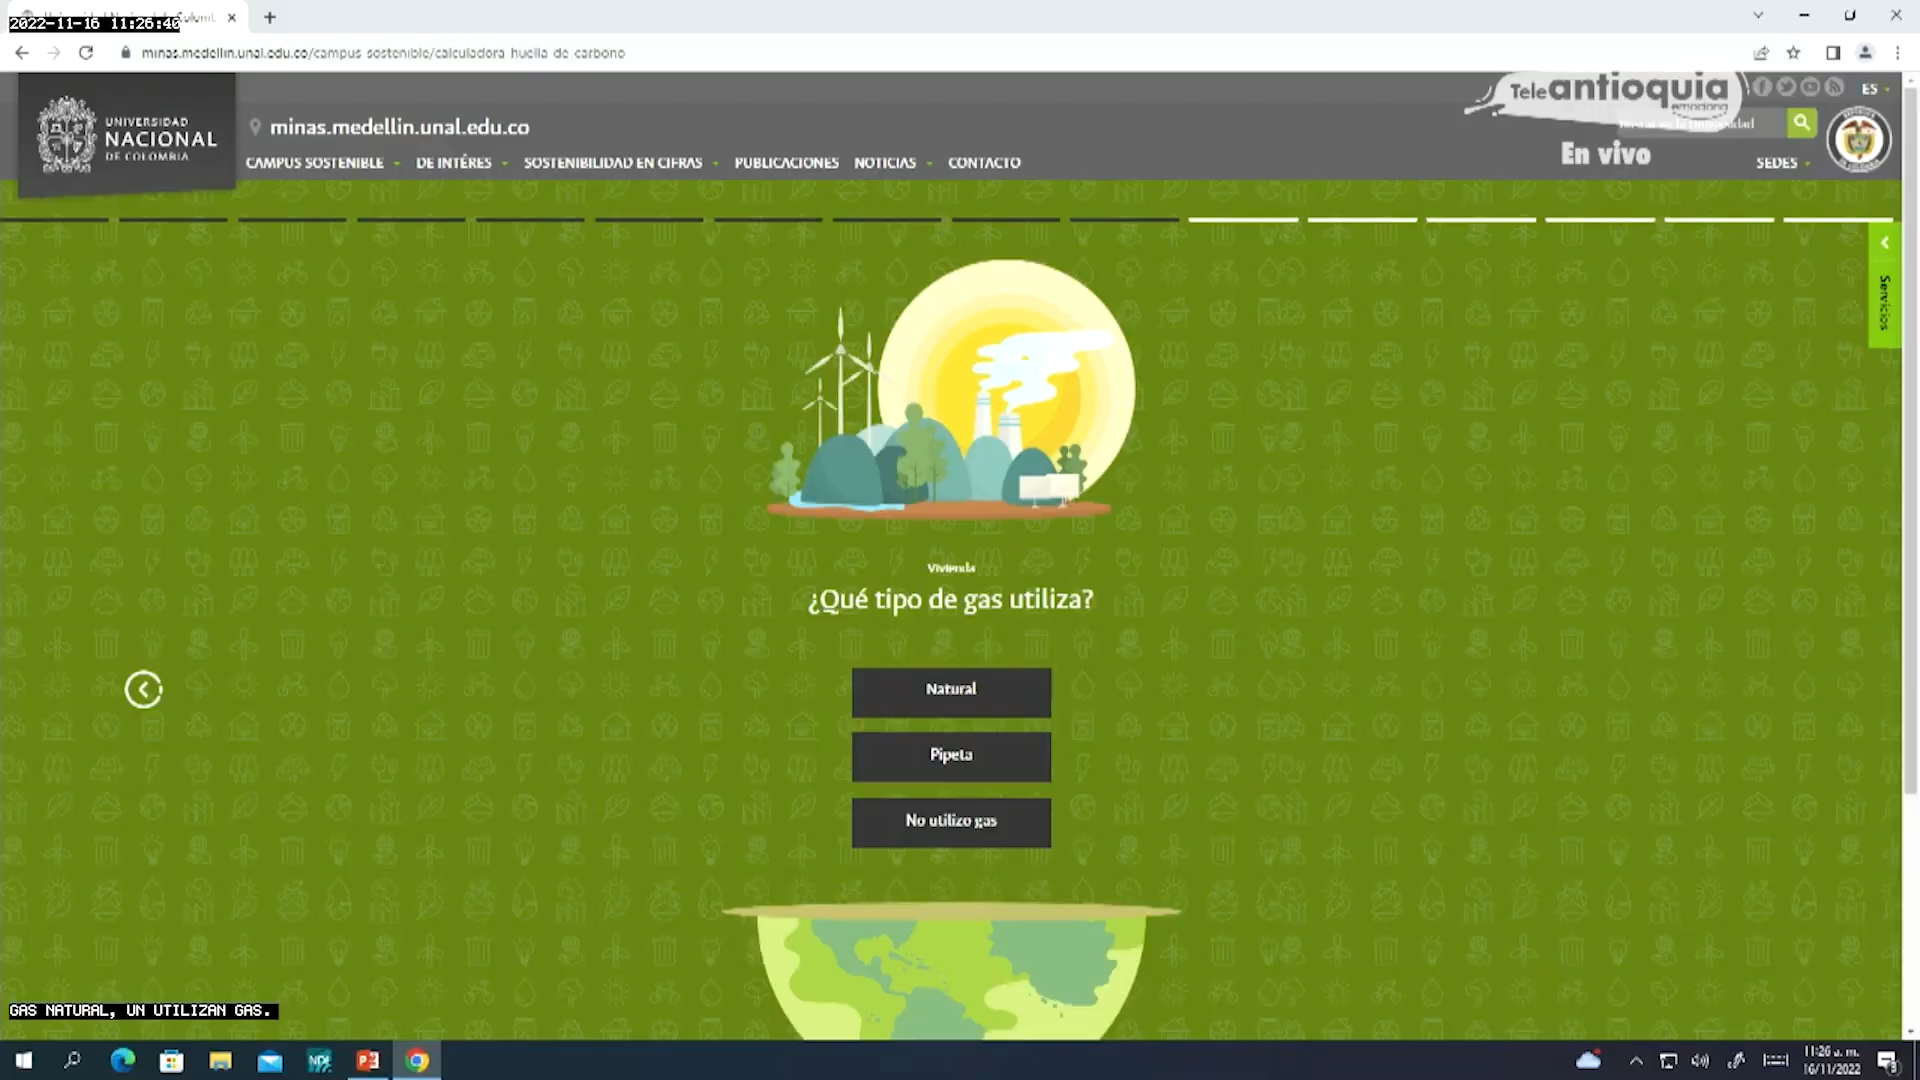 2022-11-16 11:26:40
minas.medellin.unal.edu.co/campus-sostenible/calculadora-huella-de-carbono
UNIVERSIDAD
NACIONAL
DE COLOMBIA
minas.medellin.unal.edu.co
Teleantioquia
emociona
ES
En vivo
CAMPUS SOSTENIBLE DE INTERÉS SOSTENIBILIDAD EN CIFRAS PUBLICACIONES NOTICIAS CONTACTO SEDES
Servicios
Vivienda
¿Qué tipo de gas utiliza?
Natural
Pipeta
No utilizo gas
GAS NATURAL, UN UTILIZAN GAS.
11:26 a. m.
16/11/2022